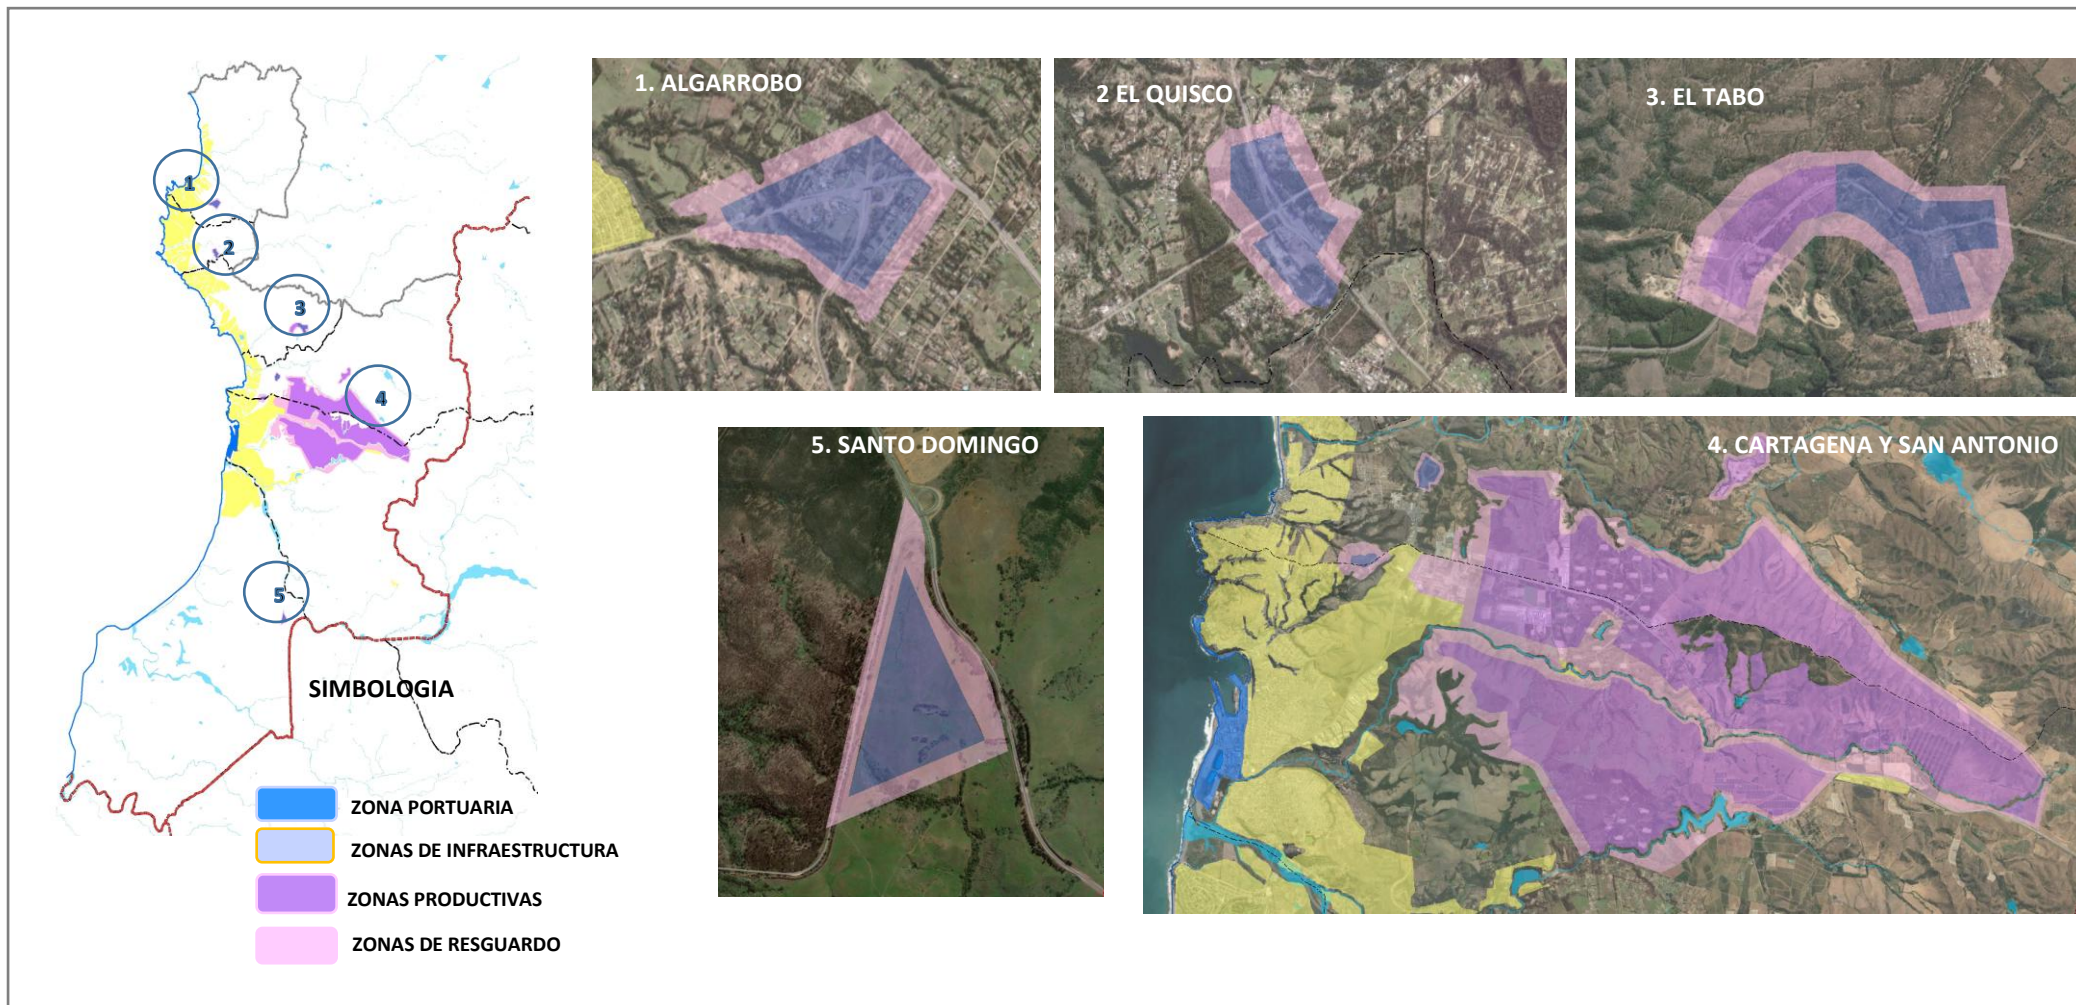 1. ALGARROBO
2 EL QUISCO
3. EL TABO
1
2
3
4
5
5. SANTO DOMINGO
4. CARTAGENA Y SAN ANTONIO
SIMBOLOGIA
ZONA PORTUARIA
ZONAS DE INFRAESTRUCTURA
ZONAS PRODUCTIVAS
ZONAS DE RESGUARDO